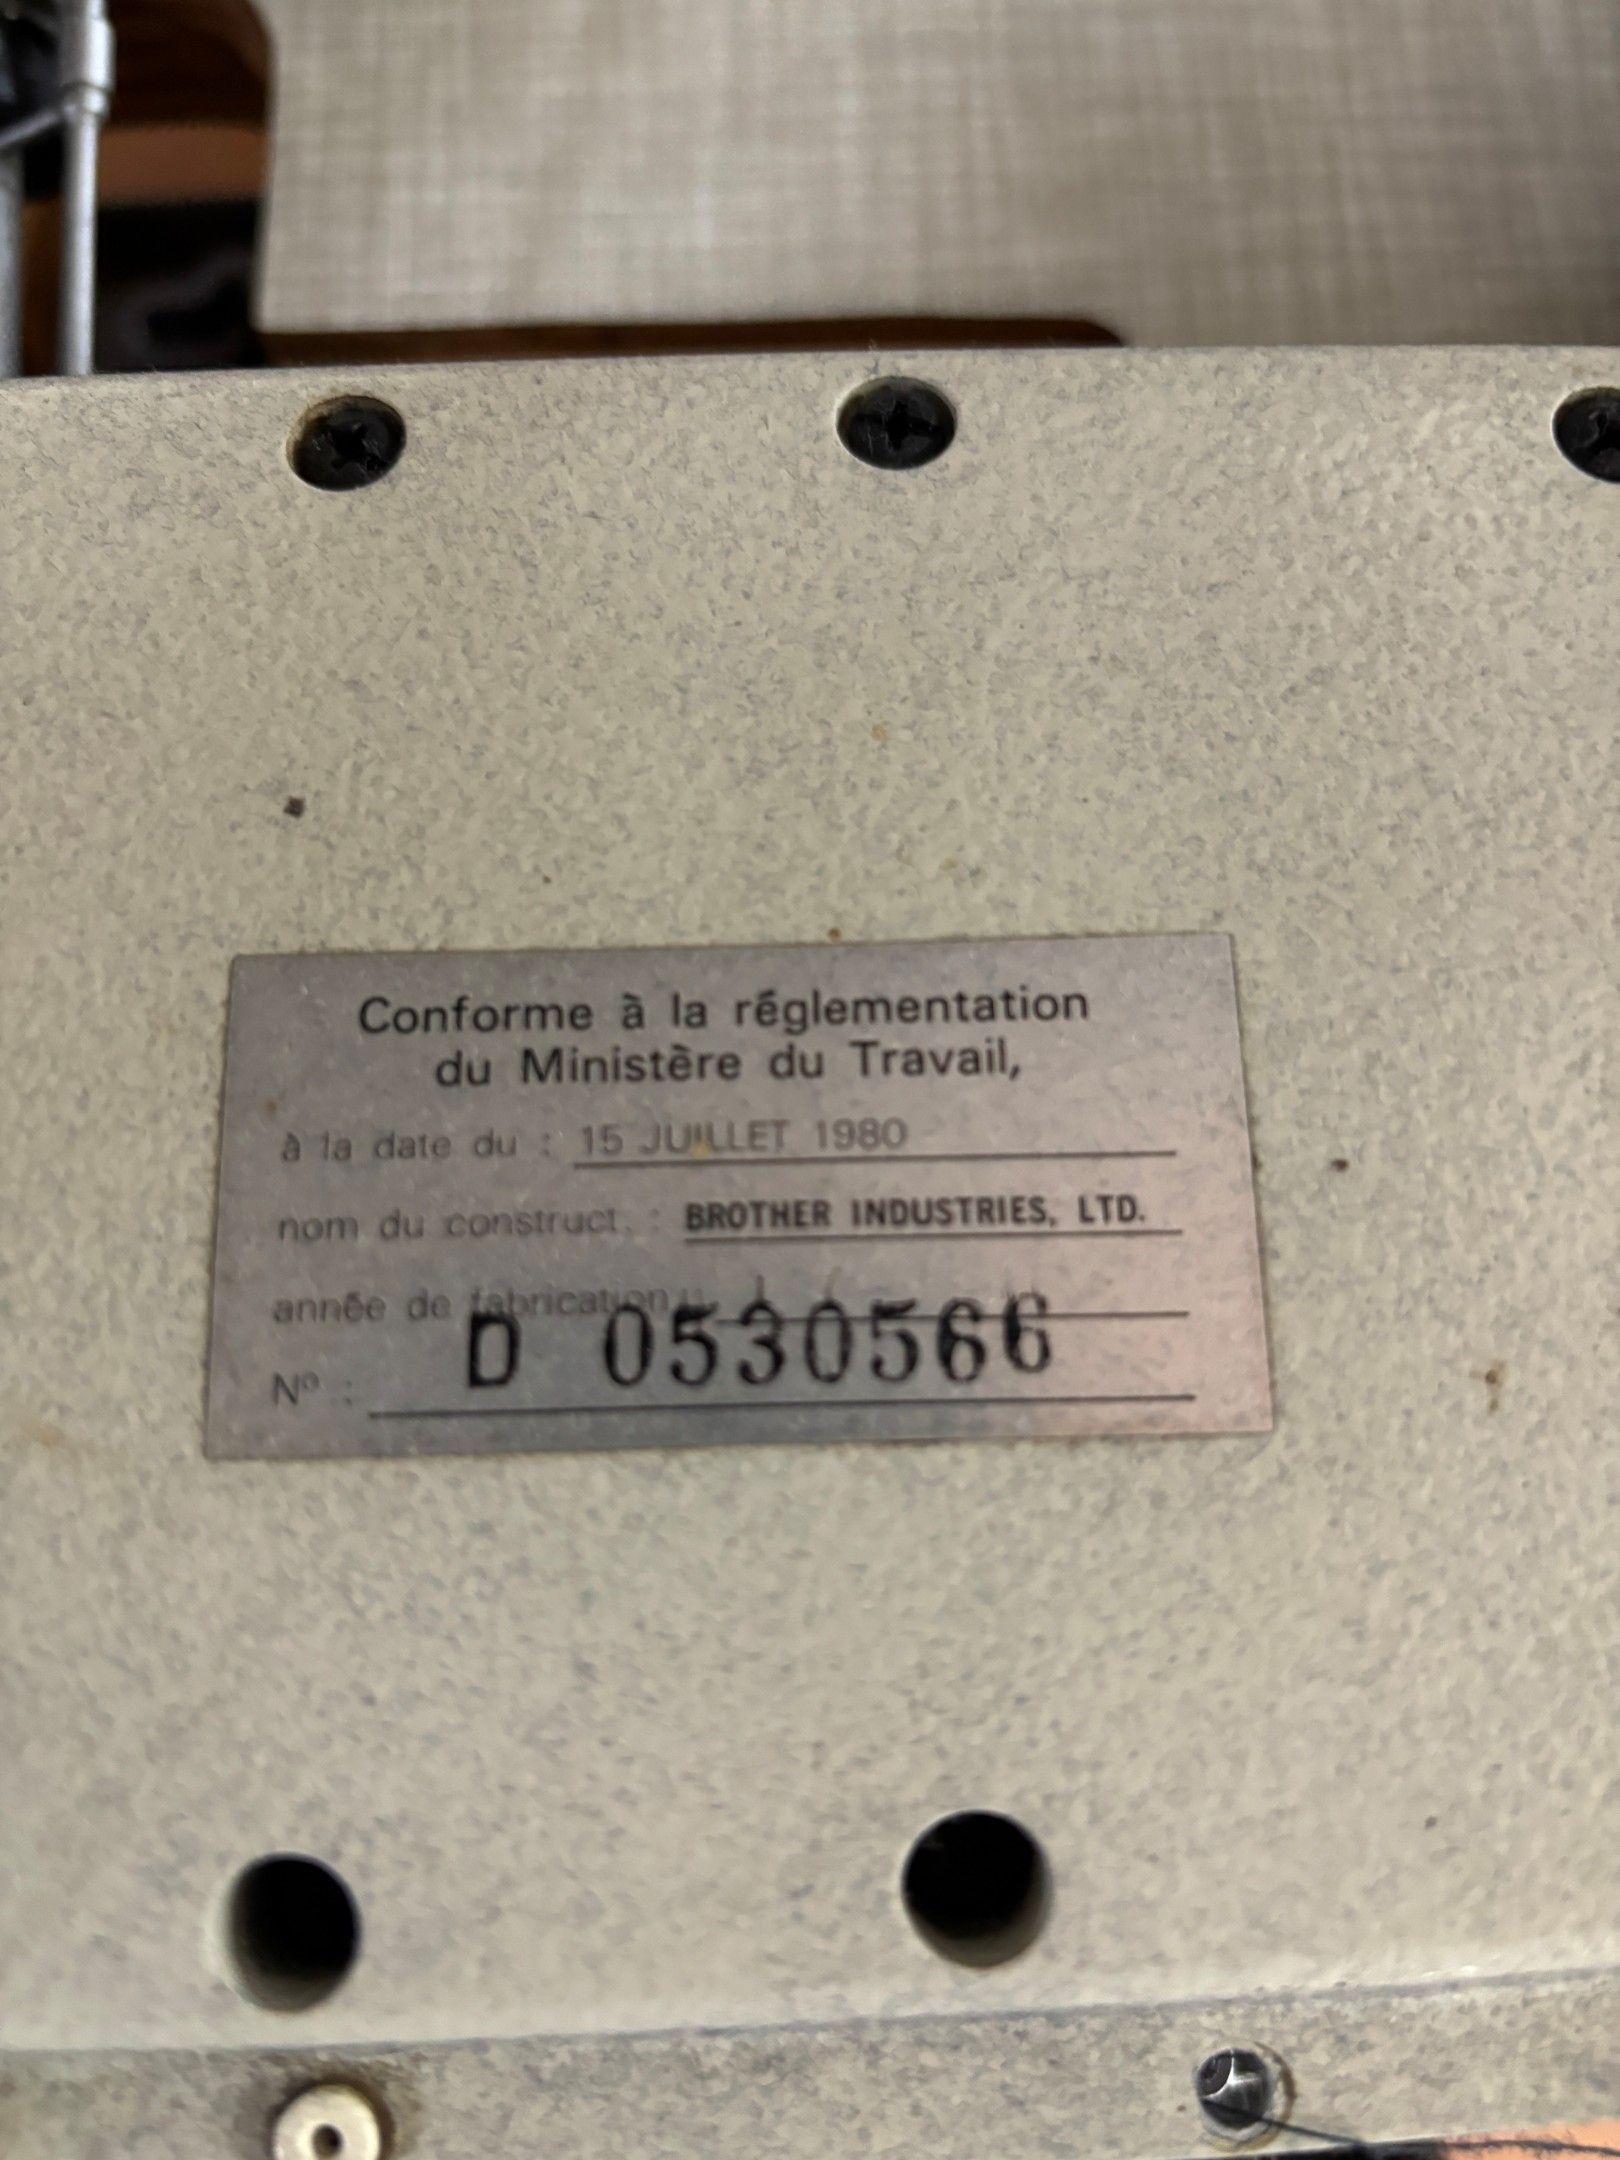 Conforme à la réglementation
du Ministère du Travail,
à la date du : 15 JUILLET 1980
nom du construct. : BROTHER INDUSTRIES, LTD.
année de fabrication :
Nº : D 0530566